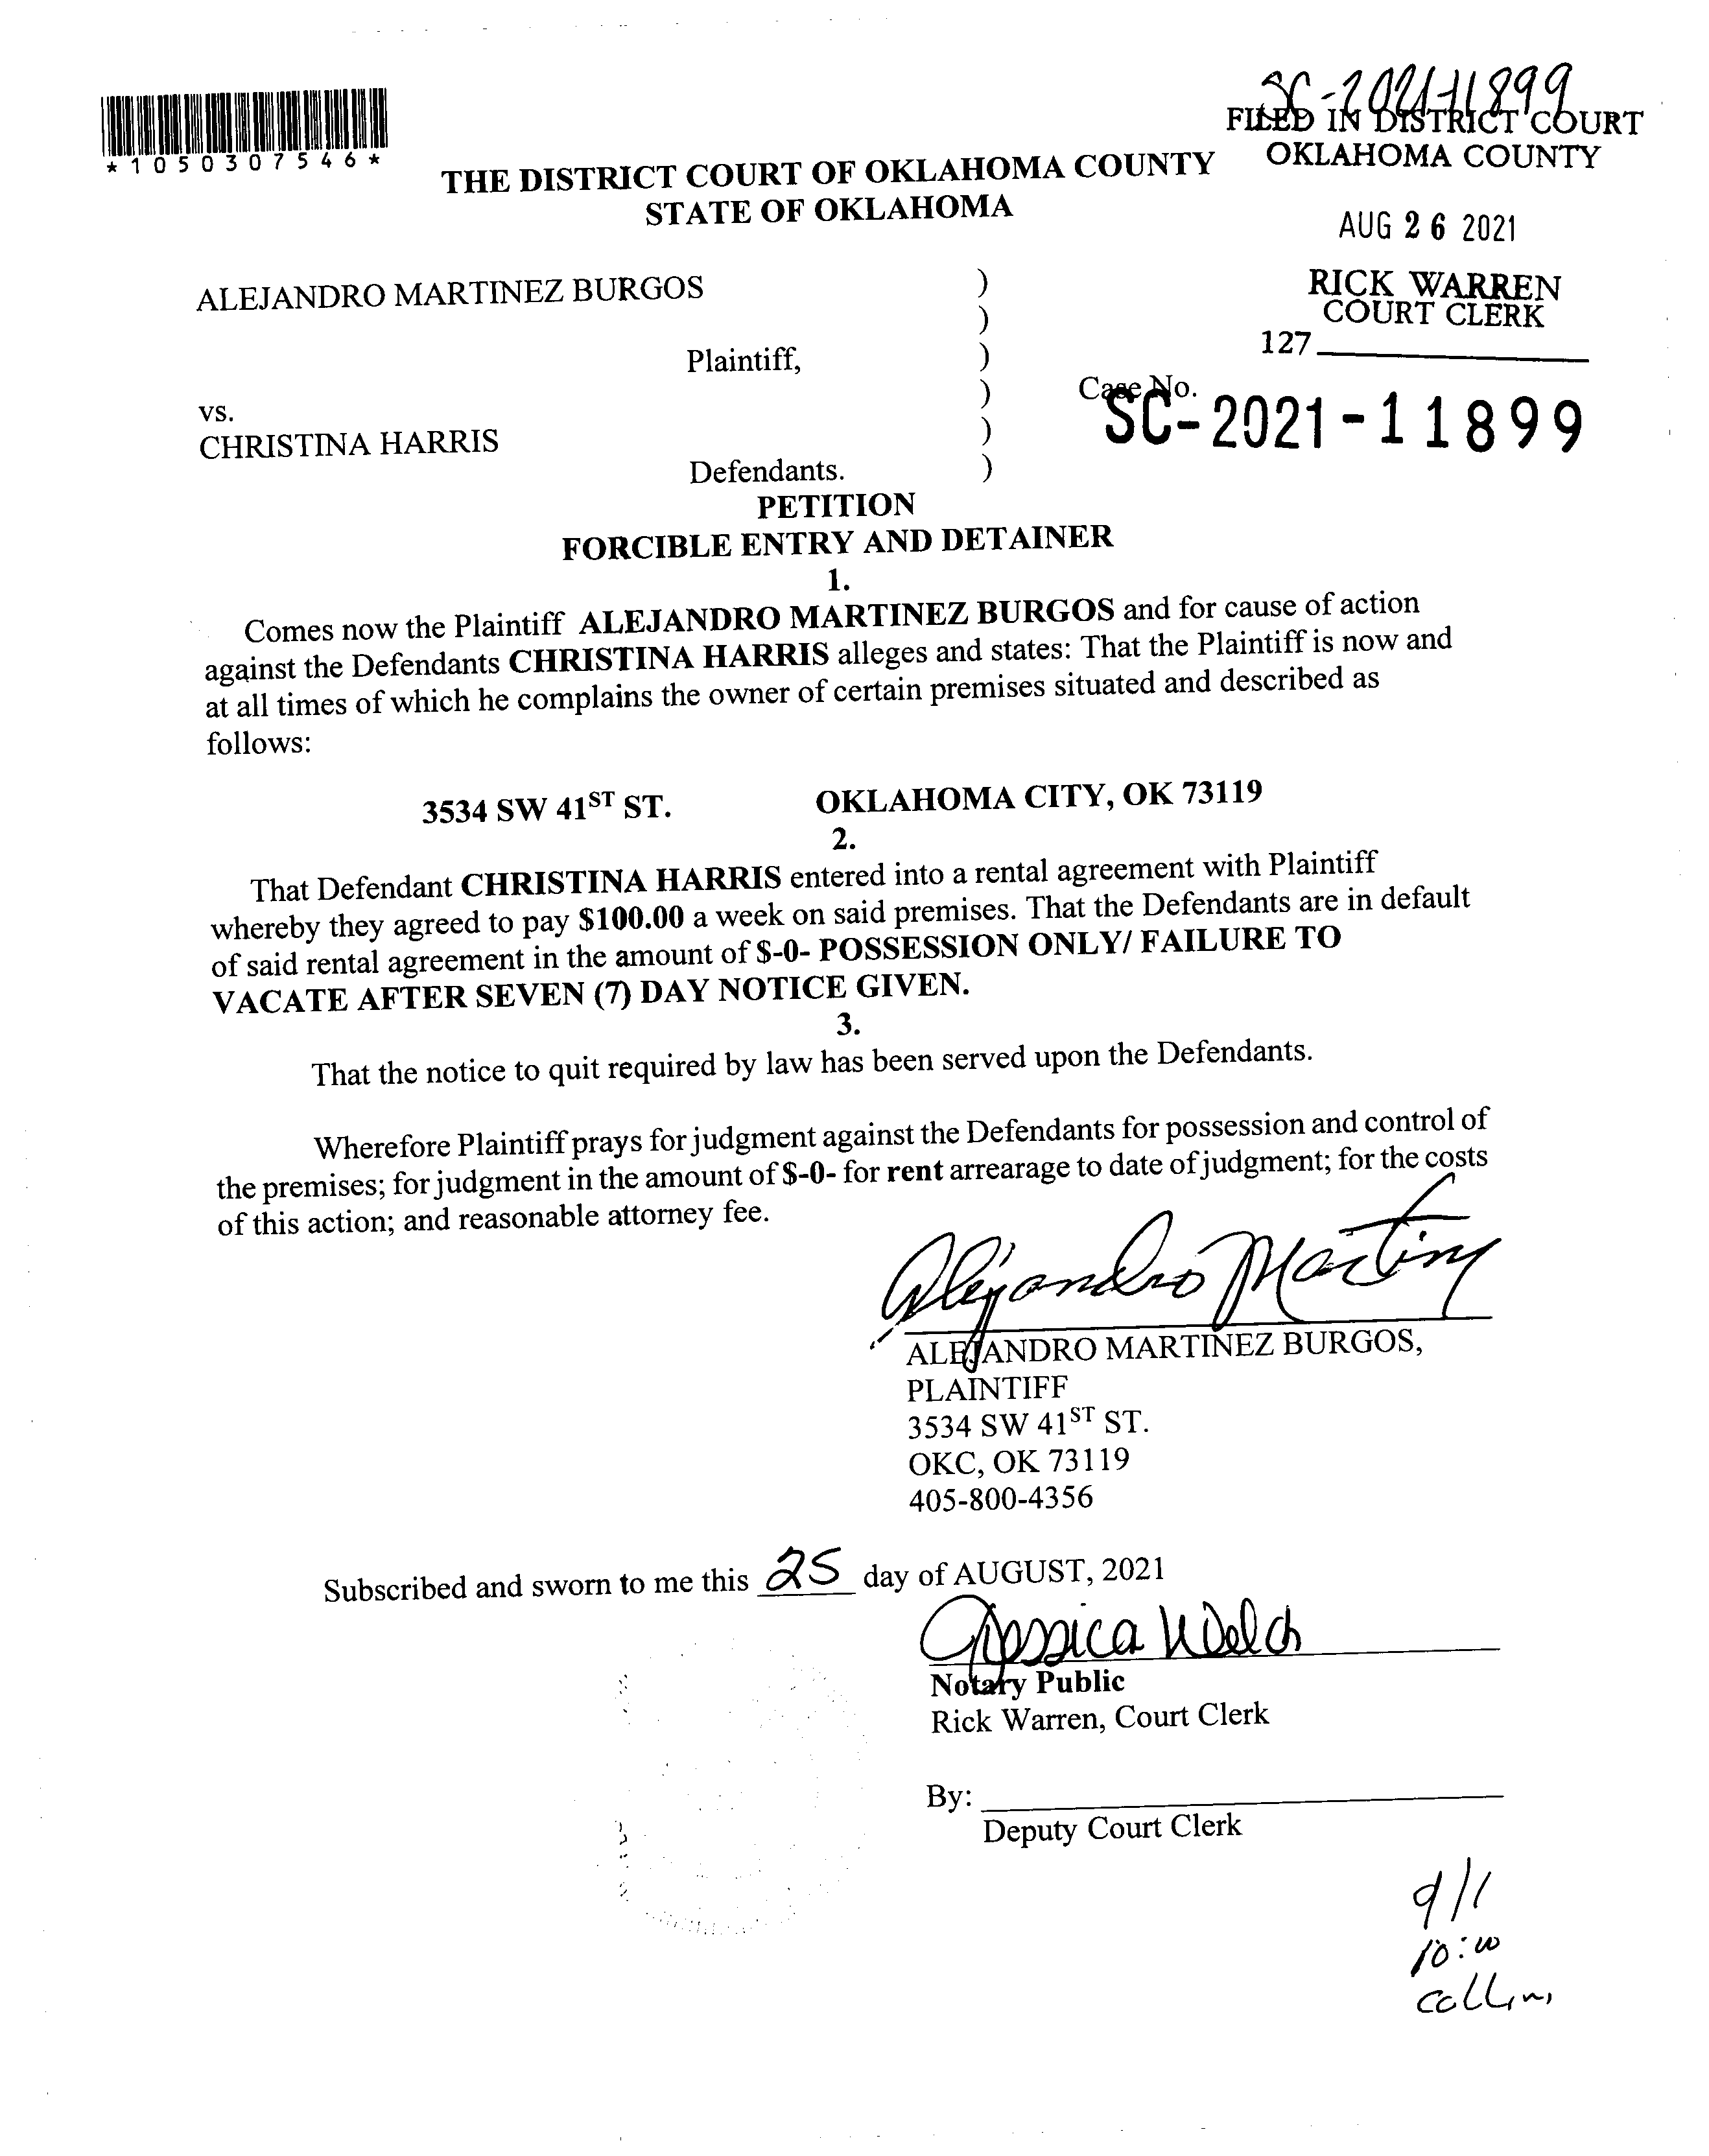 SC-2021-11899
FILED IN DISTRICT COURT
OKLAHOMA COUNTY
*1050307546*
THE DISTRICT COURT OF OKLAHOMA COUNTY
STATE OF OKLAHOMA
AUG 26 2021
RICK WARREN
COURT CLERK
127
ALEJANDRO MARTINEZ BURGOS )
)
Plaintiff, )
)
vs.
CHRISTINA HARRIS )
Defendants. )
Case No.
SC-2021-11899
PETITION
FORCIBLE ENTRY AND DETAINER
1.
Comes now the Plaintiff ALEJANDRO MARTINEZ BURGOS and for cause of action
against the Defendants CHRISTINA HARRIS alleges and states: That the Plaintiff is now and
at all times of which he complains the owner of certain premises situated and described as
follows:
3534 SW 41ST ST. OKLAHOMA CITY, OK 73119
2.
That Defendant CHRISTINA HARRIS entered into a rental agreement with Plaintiff
whereby they agreed to pay $100.00 a week on said premises. That the Defendants are in default
of said rental agreement in the amount of $-0- POSSESSION ONLY/ FAILURE TO
VACATE AFTER SEVEN (7) DAY NOTICE GIVEN.
3.
That the notice to quit required by law has been served upon the Defendants.
Wherefore Plaintiff prays for judgment against the Defendants for possession and control of
the premises; for judgment in the amount of $-0- for rent arrearage to date of judgment; for the costs
of this action; and reasonable attorney fee.
Alejandro Martinez
ALEJANDRO MARTINEZ BURGOS,
PLAINTIFF
3534 SW 41ST ST.
OKC, OK 73119
405-800-4356
Subscribed and sworn to me this 25 day of AUGUST, 2021
Jessica Welch
Notary Public
Rick Warren, Court Clerk
By:
Deputy Court Clerk
9/1
10:00
Collins